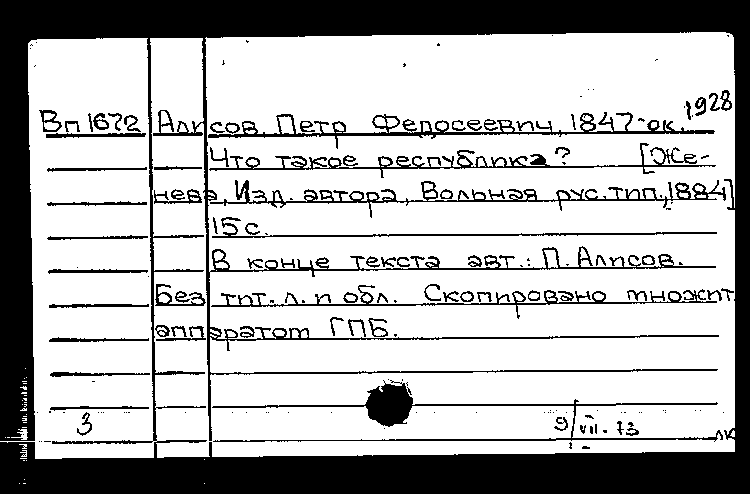 Вп 1672 Алисов, Петр Федосеевич, 1847-ок. 1928
Что такое республика? [Же-
нева, Изд. автора, Вольная рус. тип., 1884]
15 с.
В конце текста авт.: П. Алисов.
Без тит. л. и обл. Скопировано множит
аппаратом ГПБ.
3
9/VII-73
лк